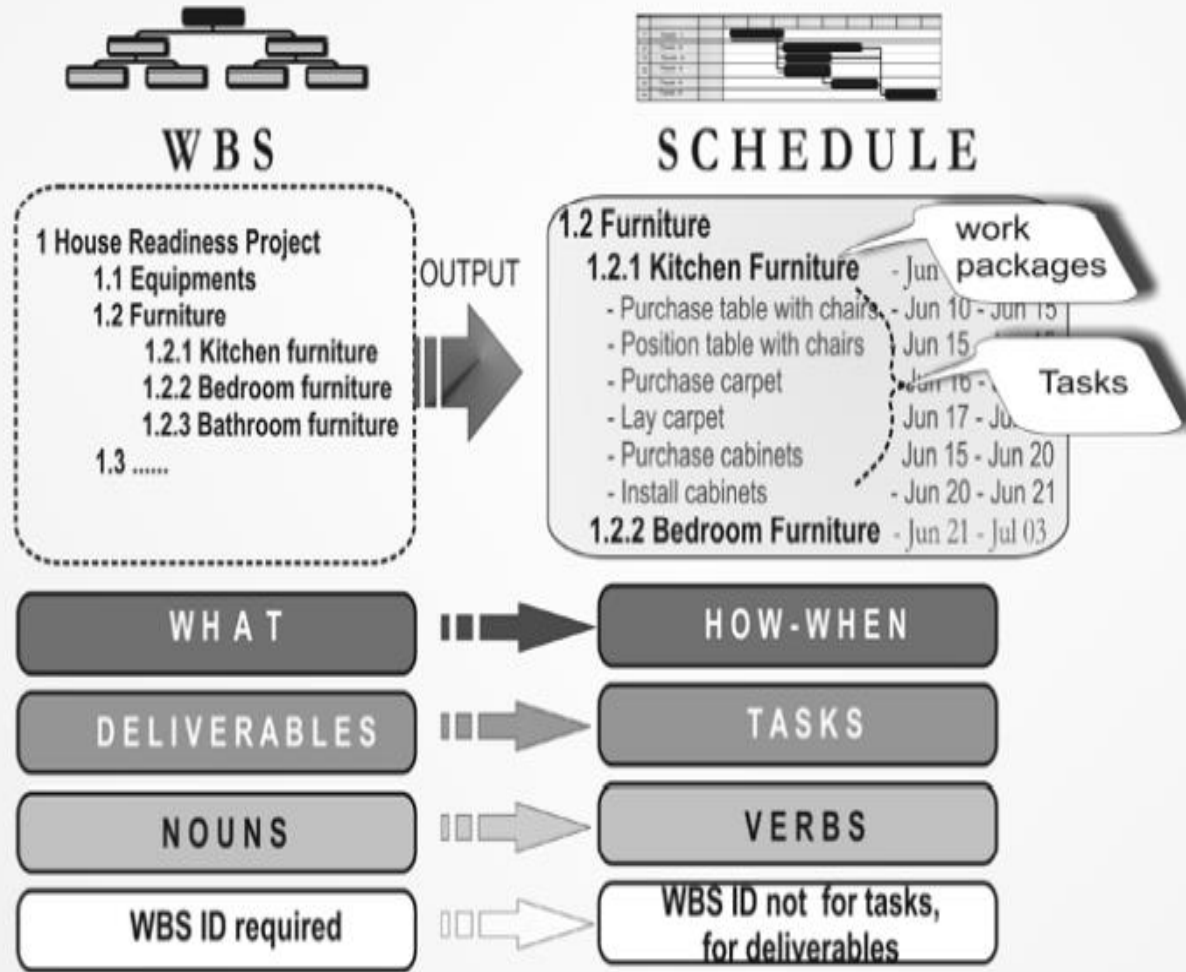 WBS
SCHEDULE
1 House Readiness Project
1.1 Equipments
1.2 Furniture
1.2.1 Kitchen furniture
1.2.2 Bedroom furniture
1.2.3 Bathroom furniture
1.3 ......
OUTPUT
1.2 Furniture
1.2.1 Kitchen Furniture - Jun
- Purchase table with chairs - Jun 10 - Jun 15
- Position table with chairs Jun 15
- Purchase carpet Jun 16 -
- Lay carpet Jun 17 -
- Purchase cabinets Jun 15 - Jun 20
- Install cabinets - Jun 20 - Jun 21
1.2.2 Bedroom Furniture - Jun 21 - Jul 03
work
packages
Tasks
WHAT
HOW-WHEN
DELIVERABLES
TASKS
NOUNS
VERBS
WBS ID required
WBS ID not for tasks,
for deliverables